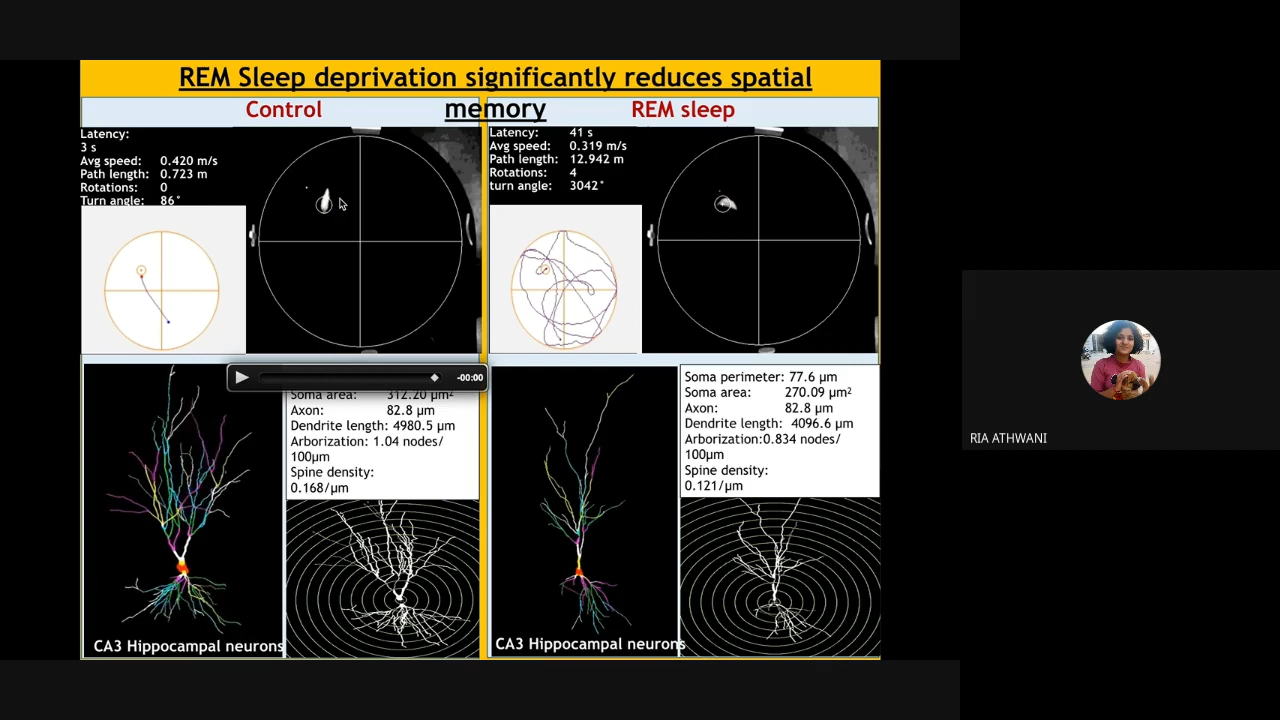 REM Sleep deprivation significantly reduces spatial
memory
Control
REM sleep
Latency:
3 s
Avg speed: 0.420 m/s
Path length: 0.723 m
Rotations: 0
Turn angle: 86°
Latency: 41 s
Avg speed: 0.319 m/s
Path length: 12.942 m
Rotations: 4
turn angle: 3042°
-00:00
Soma area: 312.20 µm²
Axon: 82.8 µm
Dendrite length: 4980.5 µm
Arborization: 1.04 nodes/
100µm
Spine density:
0.168/µm
CA3 Hippocampal neurons
Soma perimeter: 77.6 µm
Soma area: 270.09 µm²
Axon: 82.8 µm
Dendrite length: 4096.6 µm
Arborization:0.834 nodes/
100µm
Spine density:
0.121/µm
CA3 Hippocampal neurons
RIA ATHWANI